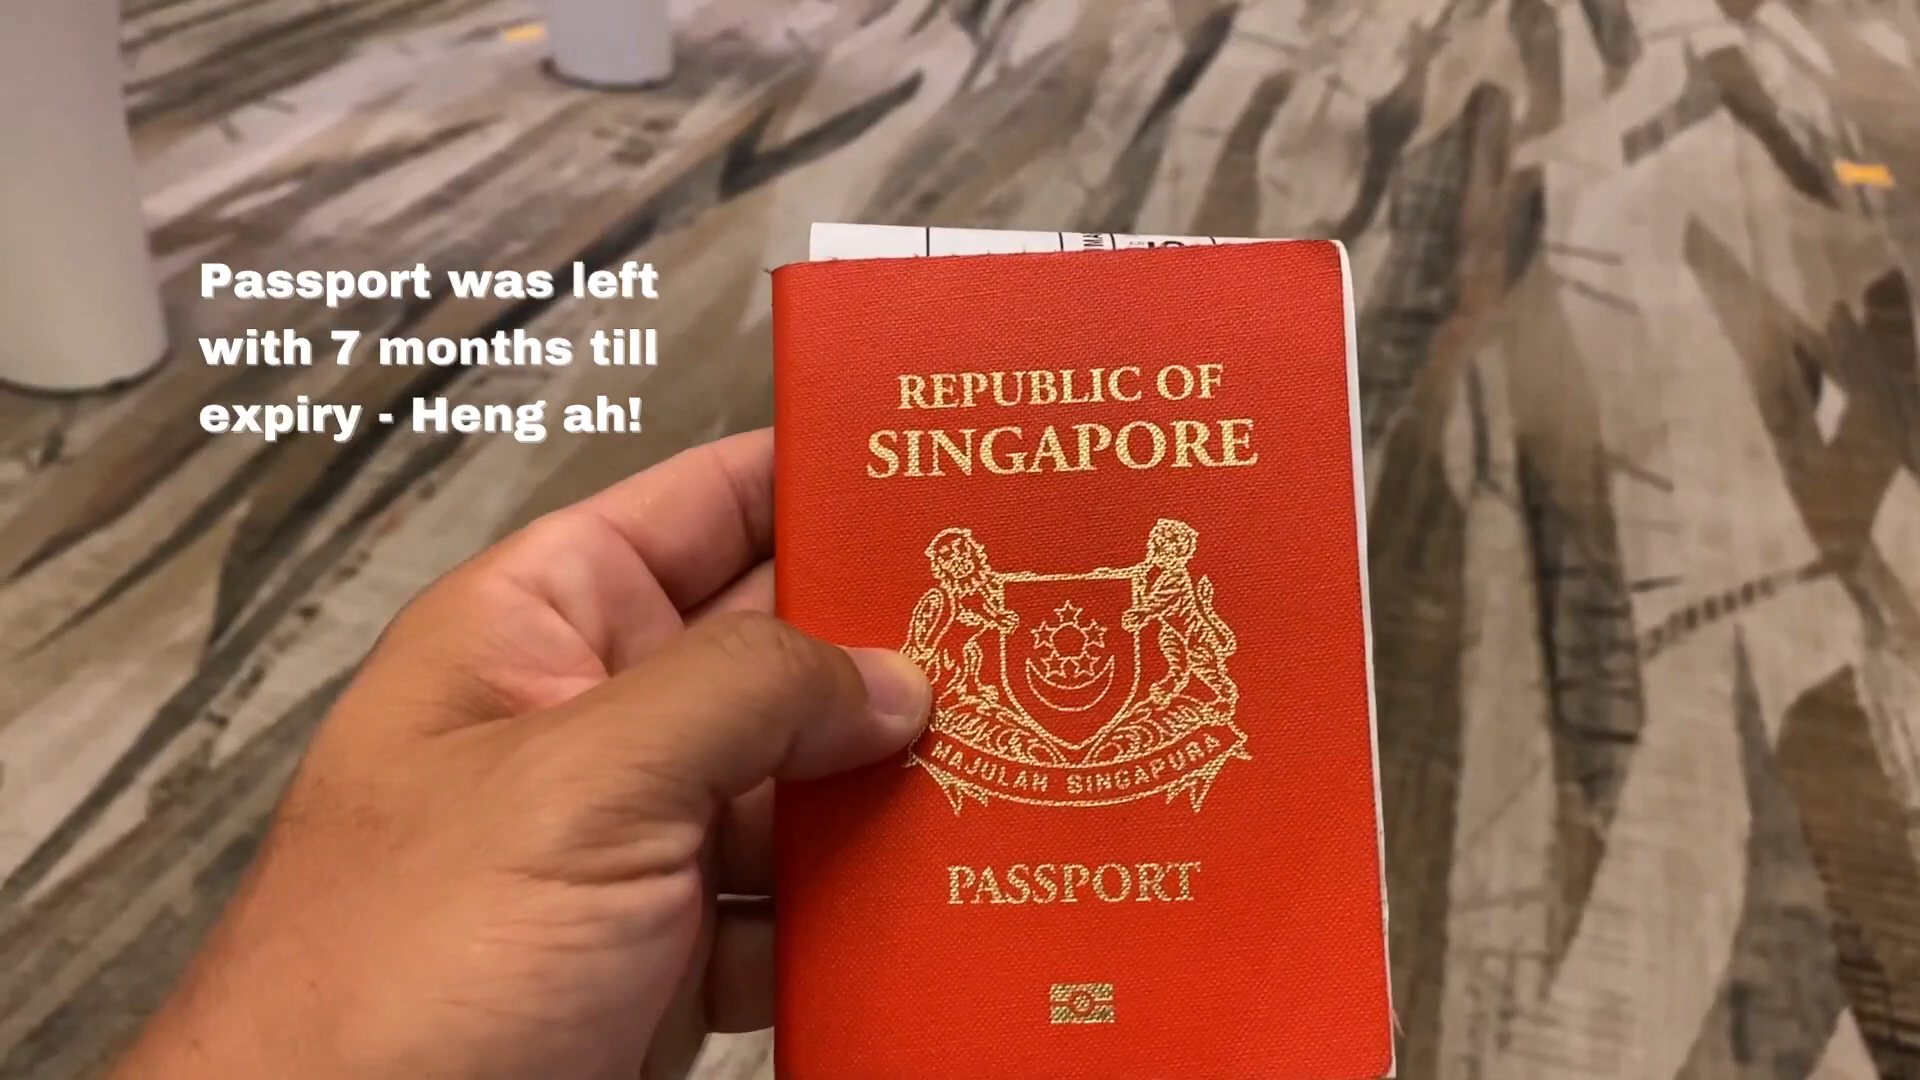 Passport was left
with 7 months till
expiry - Heng ah!
REPUBLIC OF
SINGAPORE
MAJULAH SINGAPURA
PASSPORT